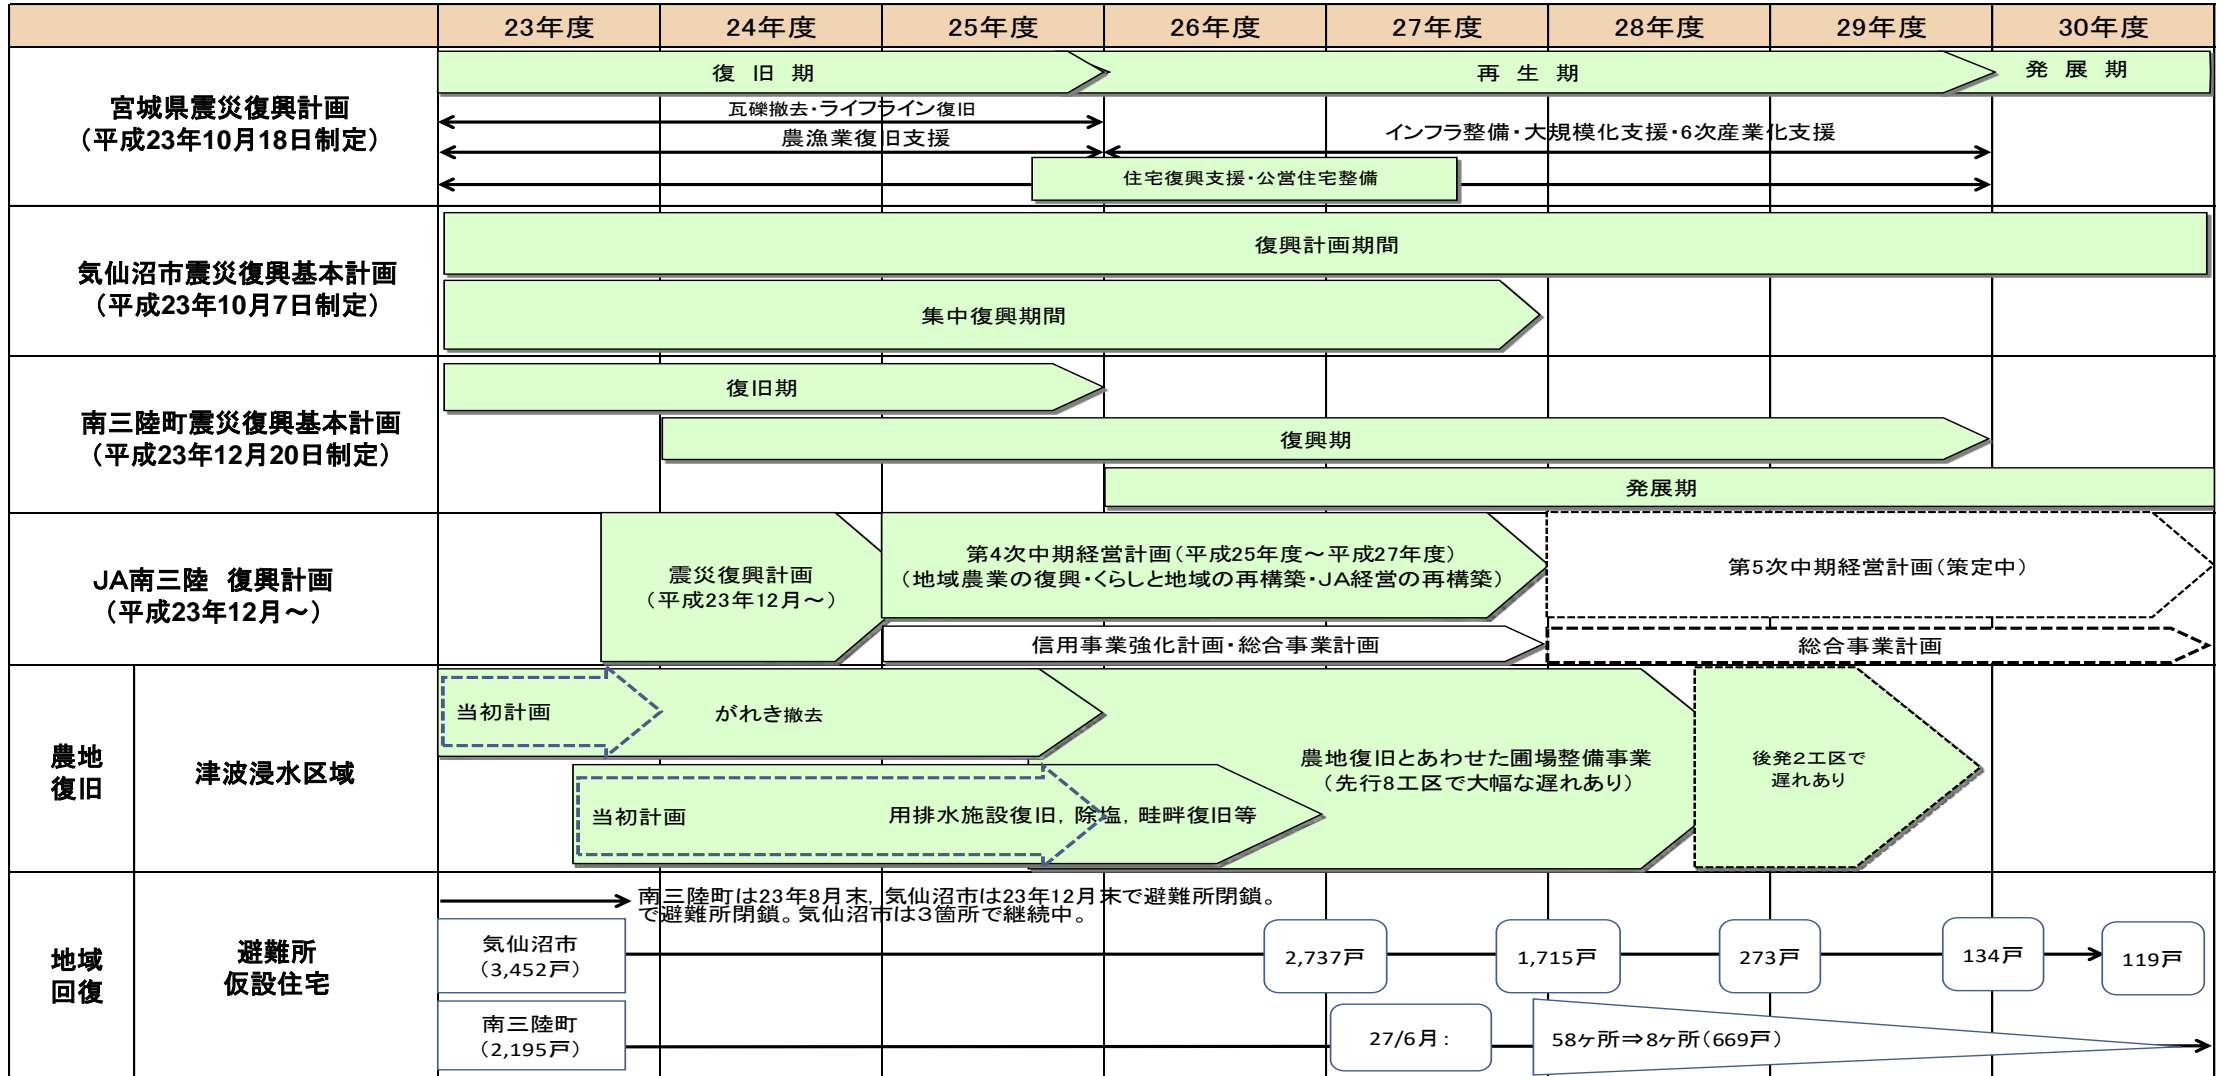 23年度
24年度
25年度
26年度
27年度
28年度
29年度
30年度
宮城県震災復興計画
（平成23年10月18日制定）
復 旧 期
再 生 期
発 展 期
瓦礫撤去・ライフライン復旧
農漁業復旧支援
インフラ整備・大規模化支援・6次産業化支援
住宅復興支援・公営住宅整備
気仙沼市震災復興基本計画
（平成23年10月7日制定）
復興計画期間
集中復興期間
南三陸町震災復興基本計画
（平成23年12月20日制定）
復旧期
復興期
発展期
JA南三陸 復興計画
（平成23年12月～）
震災復興計画
（平成23年12月～）
第4次中期経営計画（平成25年度～平成27年度）
（地域農業の復興・くらしと地域の再構築・JA経営の再構築）
第5次中期経営計画（策定中）
信用事業強化計画・総合事業計画
総合事業計画
農地
復旧
津波浸水区域
当初計画
がれき撤去
当初計画
用排水施設復旧，除塩，畦畔復旧等
農地復旧とあわせた圃場整備事業
（先行8工区で大幅な遅れあり）
後発2工区で
遅れあり
地域
回復
避難所
仮設住宅
南三陸町は23年8月末，気仙沼市は23年12月末で避難所閉鎖。
で避難所閉鎖。気仙沼市は3箇所で継続中。
気仙沼市
（3,452戸）
2,737戸
1,715戸
273戸
134戸
119戸
南三陸町
（2,195戸）
27/6月：
58ヶ所⇒8ヶ所（669戸）